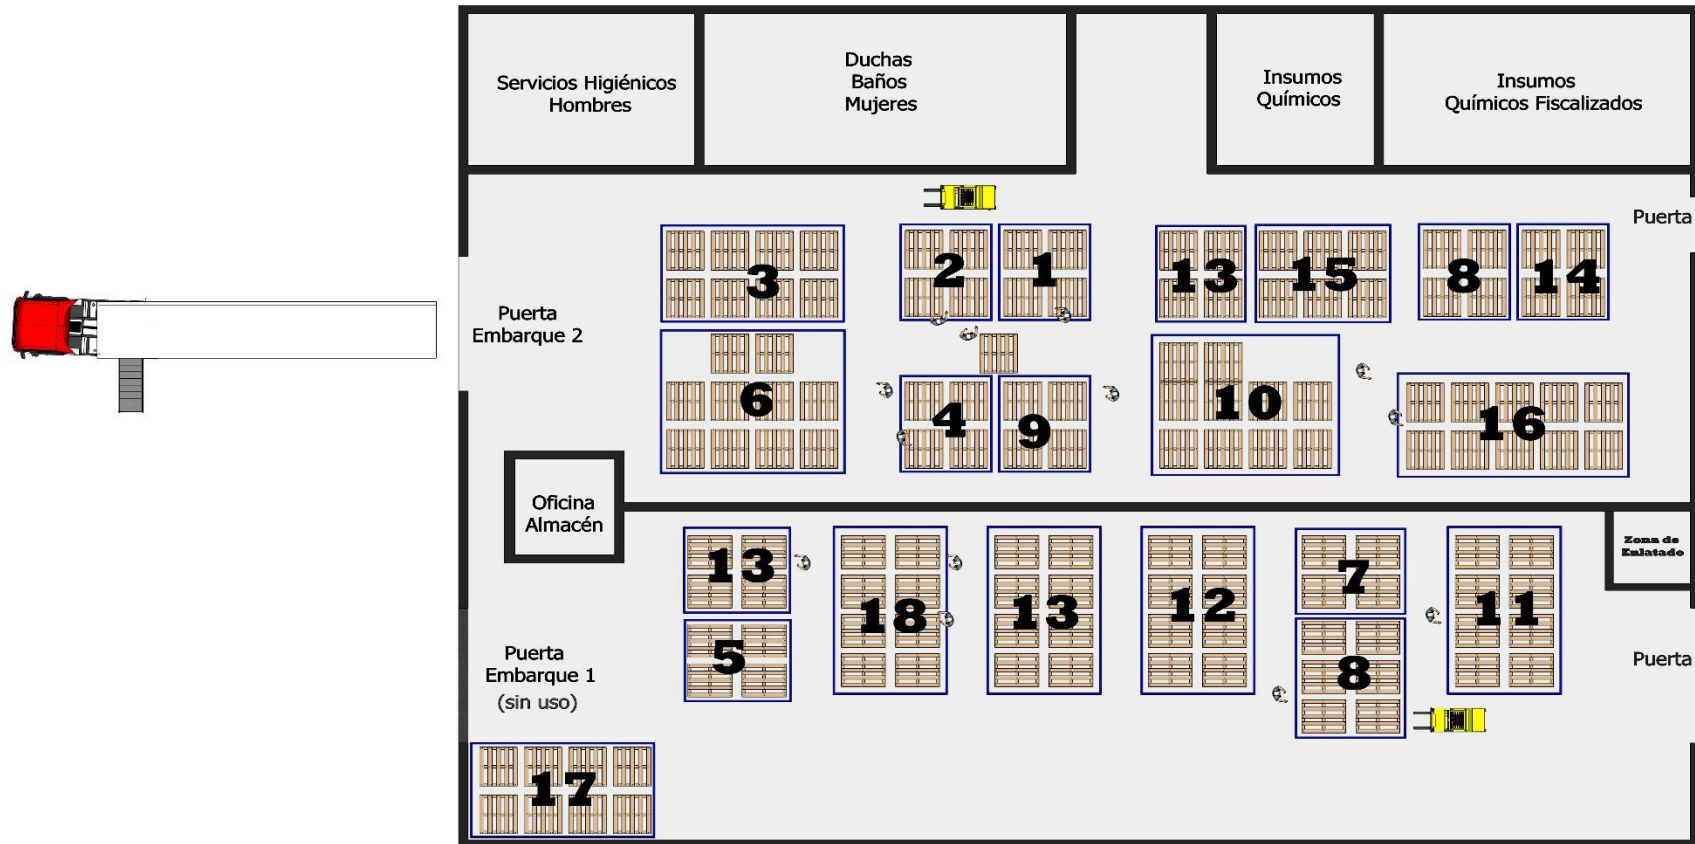 Servicios Higiénicos
Hombres
Duchas
Baños
Mujeres
Insumos
Químicos
Insumos
Químicos Fiscalizados
Puerta
3
2
1
13
15
8
14
Puerta
Embarque 2
6
4
9
10
16
Oficina
Almacén
Zona de
Enlatado
13
18
13
12
7
11
5
8
Puerta
Embarque 1
(sin uso)
Puerta
17